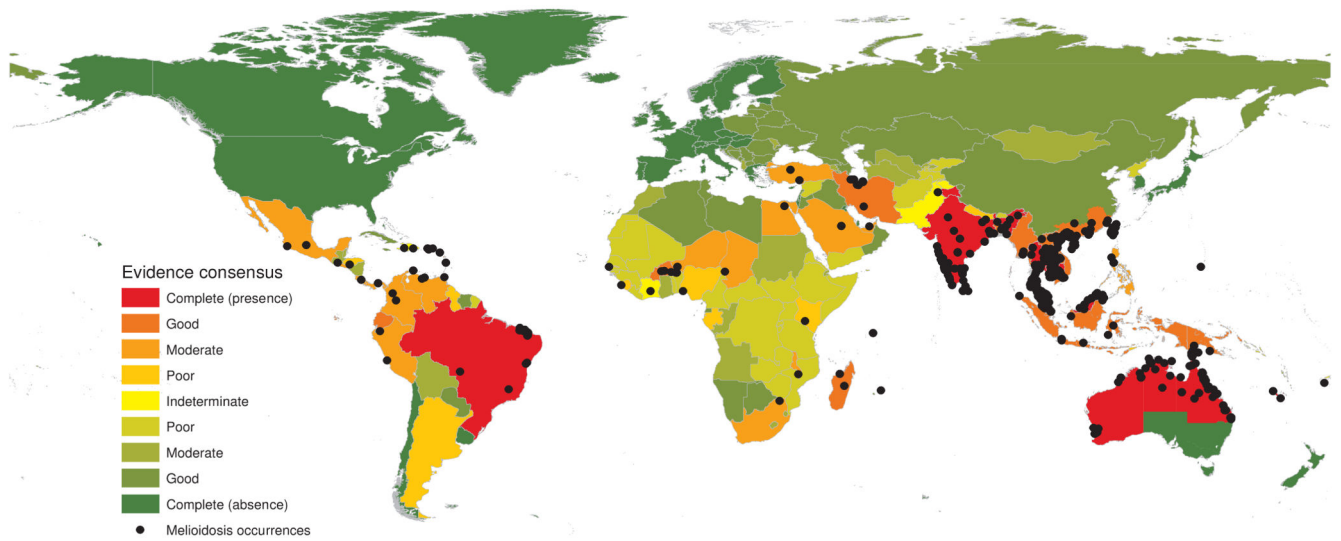 Evidence consensus
Complete (presence)
Good
Moderate
Poor
Indeterminate
Poor
Moderate
Good
Complete (absence)
Melioidosis occurrences